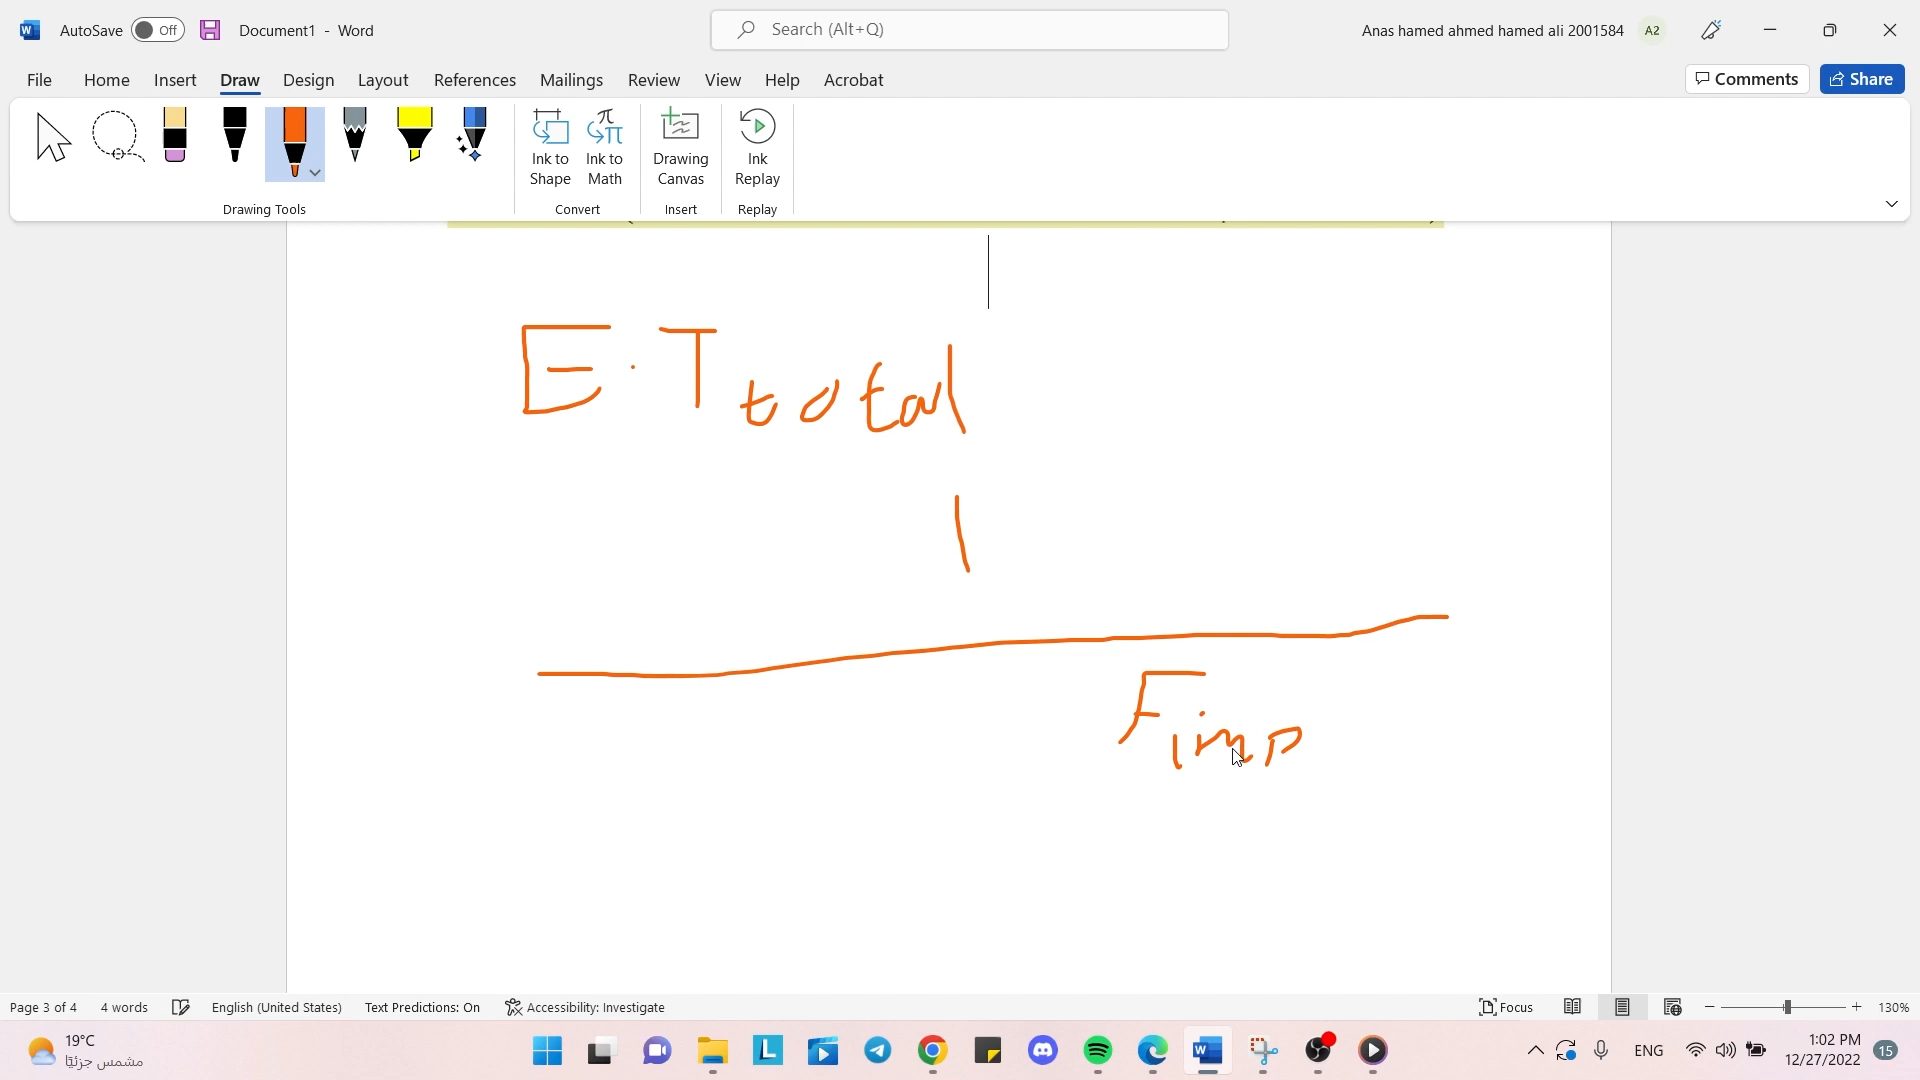 AutoSave Off Document1 - Word Search (Alt+Q) Anas hamed ahmed hamed ali 2001584 A2
File Home Insert Draw Design Layout References Mailings Review View Help Acrobat Comments Share
Ink to Shape
Ink to Math
Drawing Canvas
Ink Replay
Drawing Tools Convert Insert Replay
E.T total
1
F imp
Page 3 of 4 4 words English (United States) Text Predictions: On Accessibility: Investigate Focus 130%
19°C
مشمس جزئيًا
ENG
1:02 PM
12/27/2022
15